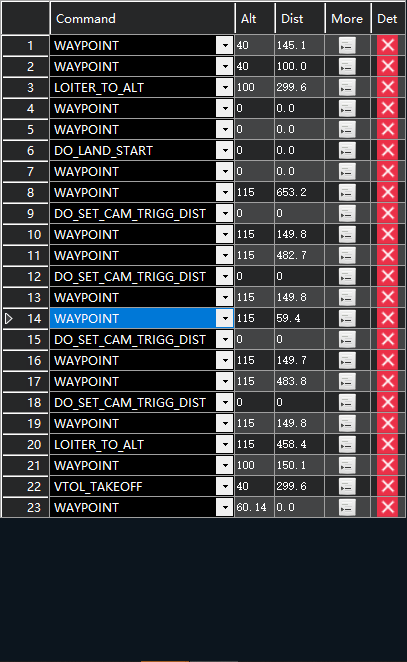 Command Alt Dist More Det
1 WAYPOINT 40 145.1
2 WAYPOINT 40 100.0
3 LOITER_TO_ALT 100 299.6
4 WAYPOINT 0 0.0
5 WAYPOINT 0 0.0
6 DO_LAND_START 0 0.0
7 WAYPOINT 0 0.0
8 WAYPOINT 115 653.2
9 DO_SET_CAM_TRIGG_DIST 0 0
10 WAYPOINT 115 149.8
11 WAYPOINT 115 482.7
12 DO_SET_CAM_TRIGG_DIST 0 0
13 WAYPOINT 115 149.8
14 WAYPOINT 115 59.4
15 DO_SET_CAM_TRIGG_DIST 0 0
16 WAYPOINT 115 149.7
17 WAYPOINT 115 483.8
18 DO_SET_CAM_TRIGG_DIST 0 0
19 WAYPOINT 115 149.8
20 LOITER_TO_ALT 115 458.4
21 WAYPOINT 100 150.1
22 VTOL_TAKEOFF 40 299.6
23 WAYPOINT 60.14 0.0